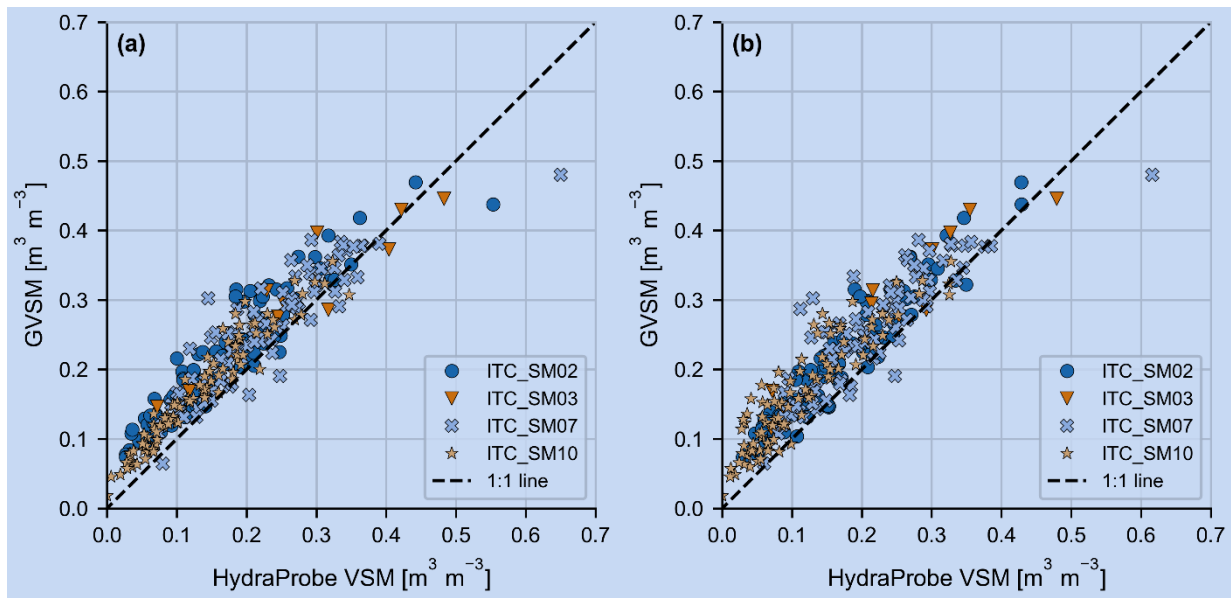 (a)
0.7
0.6
0.5
0.4
0.3
0.2
0.1
0.0
GVSM [m³ m⁻³]
ITC_SM02
ITC_SM03
ITC_SM07
ITC_SM10
1:1 line
0.0 0.1 0.2 0.3 0.4 0.5 0.6 0.7
HydraProbe VSM [m³ m⁻³]
(b)
0.7
0.6
0.5
0.4
0.3
0.2
0.1
0.0
GVSM [m³ m⁻³]
ITC_SM02
ITC_SM03
ITC_SM07
ITC_SM10
1:1 line
0.0 0.1 0.2 0.3 0.4 0.5 0.6 0.7
HydraProbe VSM [m³ m⁻³]